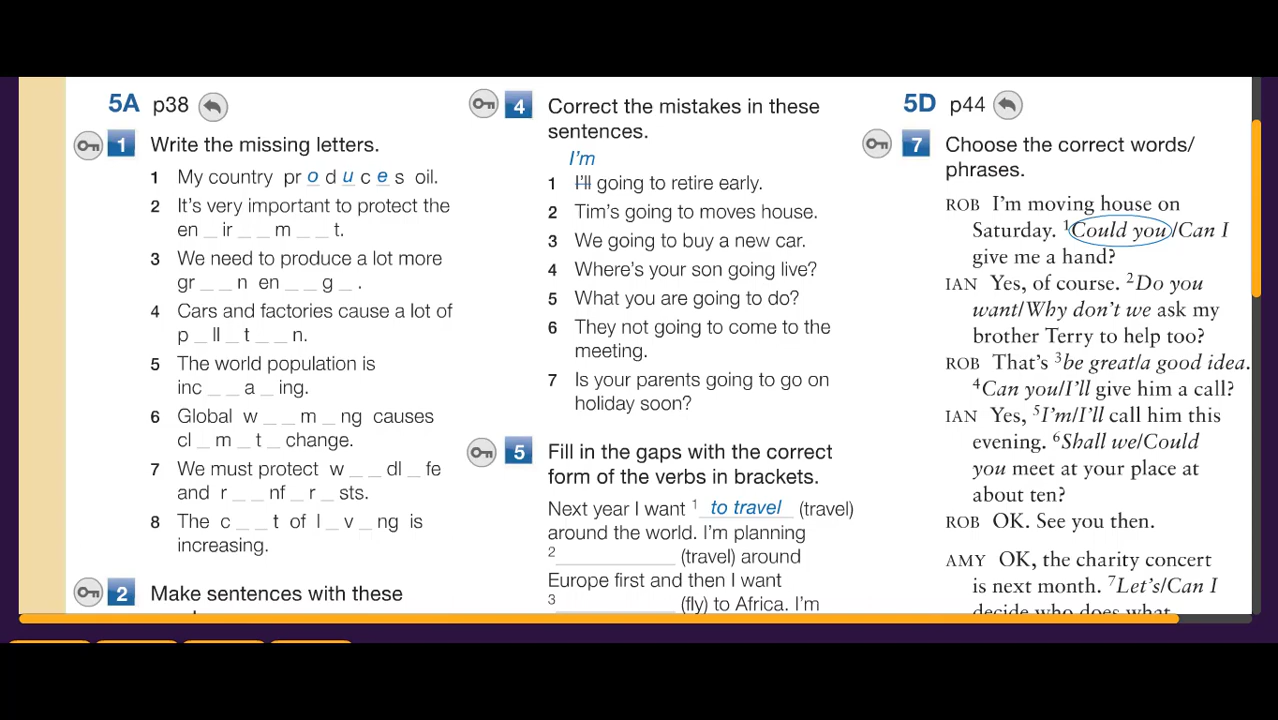 5A p38
1 Write the missing letters.
1 My country pr o d u c e s oil.
2 It's very important to protect the
en _ ir _ _ m _ _ t.
3 We need to produce a lot more
gr _ _ n en _ _ g _ .
4 Cars and factories cause a lot of
p _ ll _ t _ _ n.
5 The world population is
inc _ _ a _ ing.
6 Global w _ _ m _ ng causes
cl _ m _ t _ change.
7 We must protect w _ _ dl _ fe
and r _ _ nf _ r _ sts.
8 The c _ _ t of l _ v _ ng is
increasing.
2 Make sentences with these
4 Correct the mistakes in these
sentences.
I'm
1 I'll going to retire early.
2 Tim's going to moves house.
3 We going to buy a new car.
4 Where's your son going live?
5 What you are going to do?
6 They not going to come to the
meeting.
7 Is your parents going to go on
holiday soon?
5 Fill in the gaps with the correct
form of the verbs in brackets.
Next year I want 1 to travel (travel)
around the world. I'm planning
2 ____________ (travel) around
Europe first and then I want
3 ____________ (fly) to Africa. I'm
5D p44
7 Choose the correct words/
phrases.
ROB I'm moving house on
Saturday. 1Could you/Can I
give me a hand?
IAN Yes, of course. 2Do you
want/Why don't we ask my
brother Terry to help too?
ROB That's 3be great/a good idea.
4Can you/I'll give him a call?
IAN Yes, 5I'm/I'll call him this
evening. 6Shall we/Could
you meet at your place at
about ten?
ROB OK. See you then.
AMY OK, the charity concert
is next month. 7Let's/Can I
decide who does what